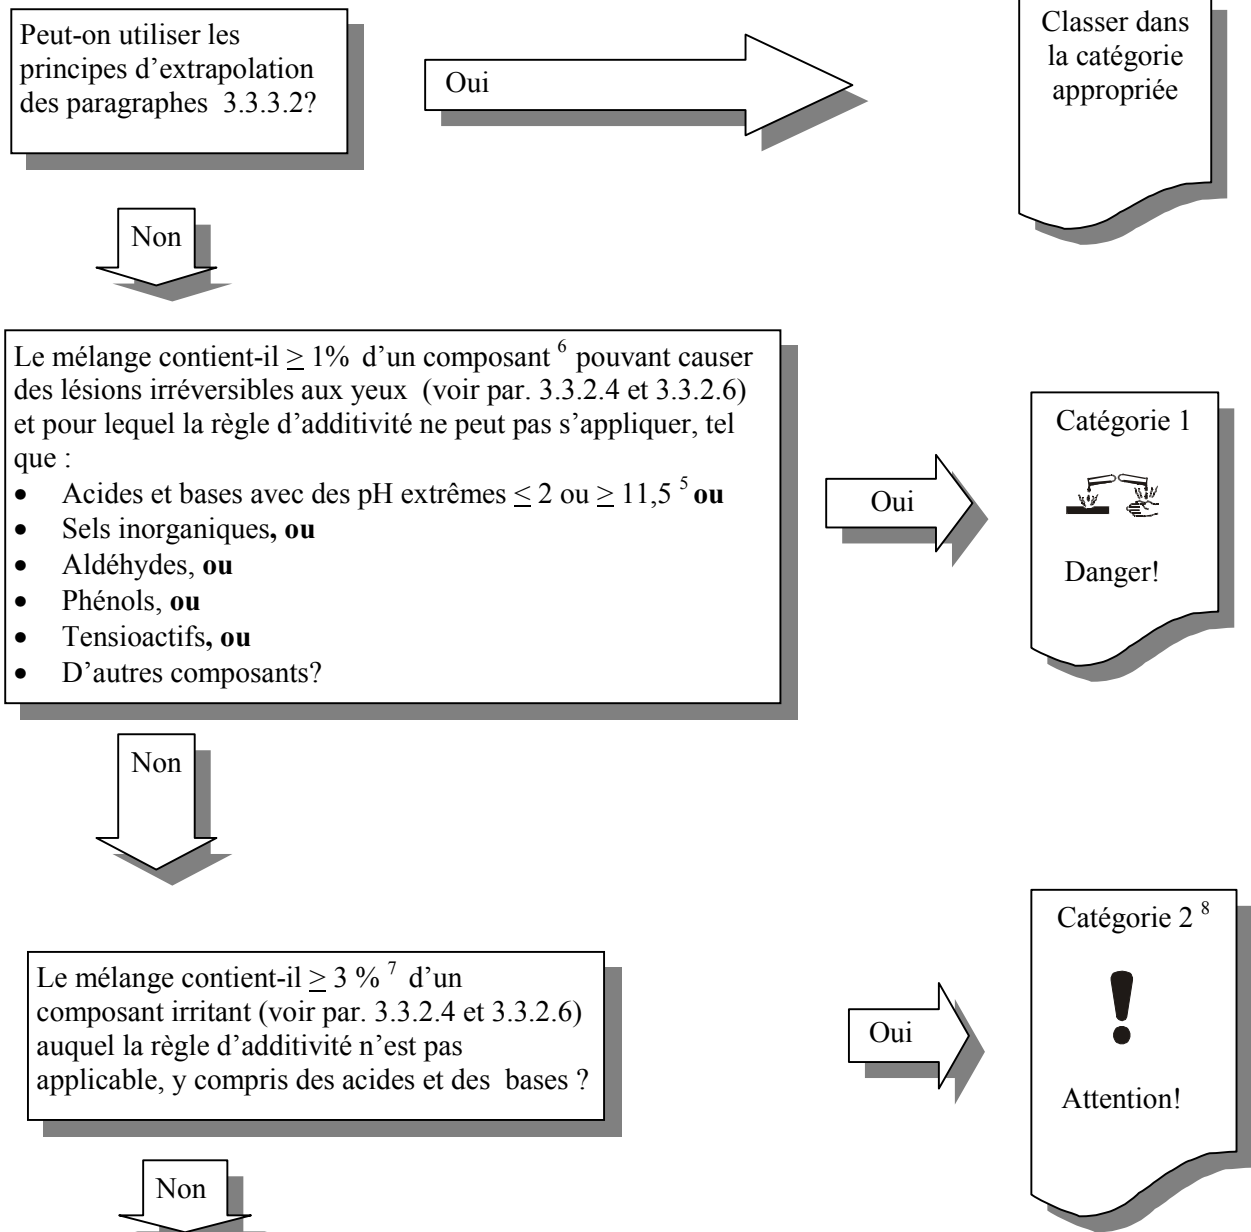 Peut-on utiliser les
principes d’extrapolation
des paragraphes 3.3.3.2?
Oui
Classer dans
la catégorie
appropriée
Non
Le mélange contient-il ≥ 1% d’un composant ⁶ pouvant causer
des lésions irréversibles aux yeux (voir par. 3.3.2.4 et 3.3.2.6)
et pour lequel la règle d’additivité ne peut pas s’appliquer, tel
que :
• Acides et bases avec des pH extrêmes ≤ 2 ou ≥ 11,5 ⁵ ou
• Sels inorganiques, ou
• Aldéhydes, ou
• Phénols, ou
• Tensioactifs, ou
• D’autres composants?
Oui
Catégorie 1
Danger!
Non
Le mélange contient-il ≥ 3 % ⁷ d’un
composant irritant (voir par. 3.3.2.4 et 3.3.2.6)
auquel la règle d’additivité n’est pas
applicable, y compris des acides et des bases ?
Oui
Catégorie 2 ⁸
Attention!
Non